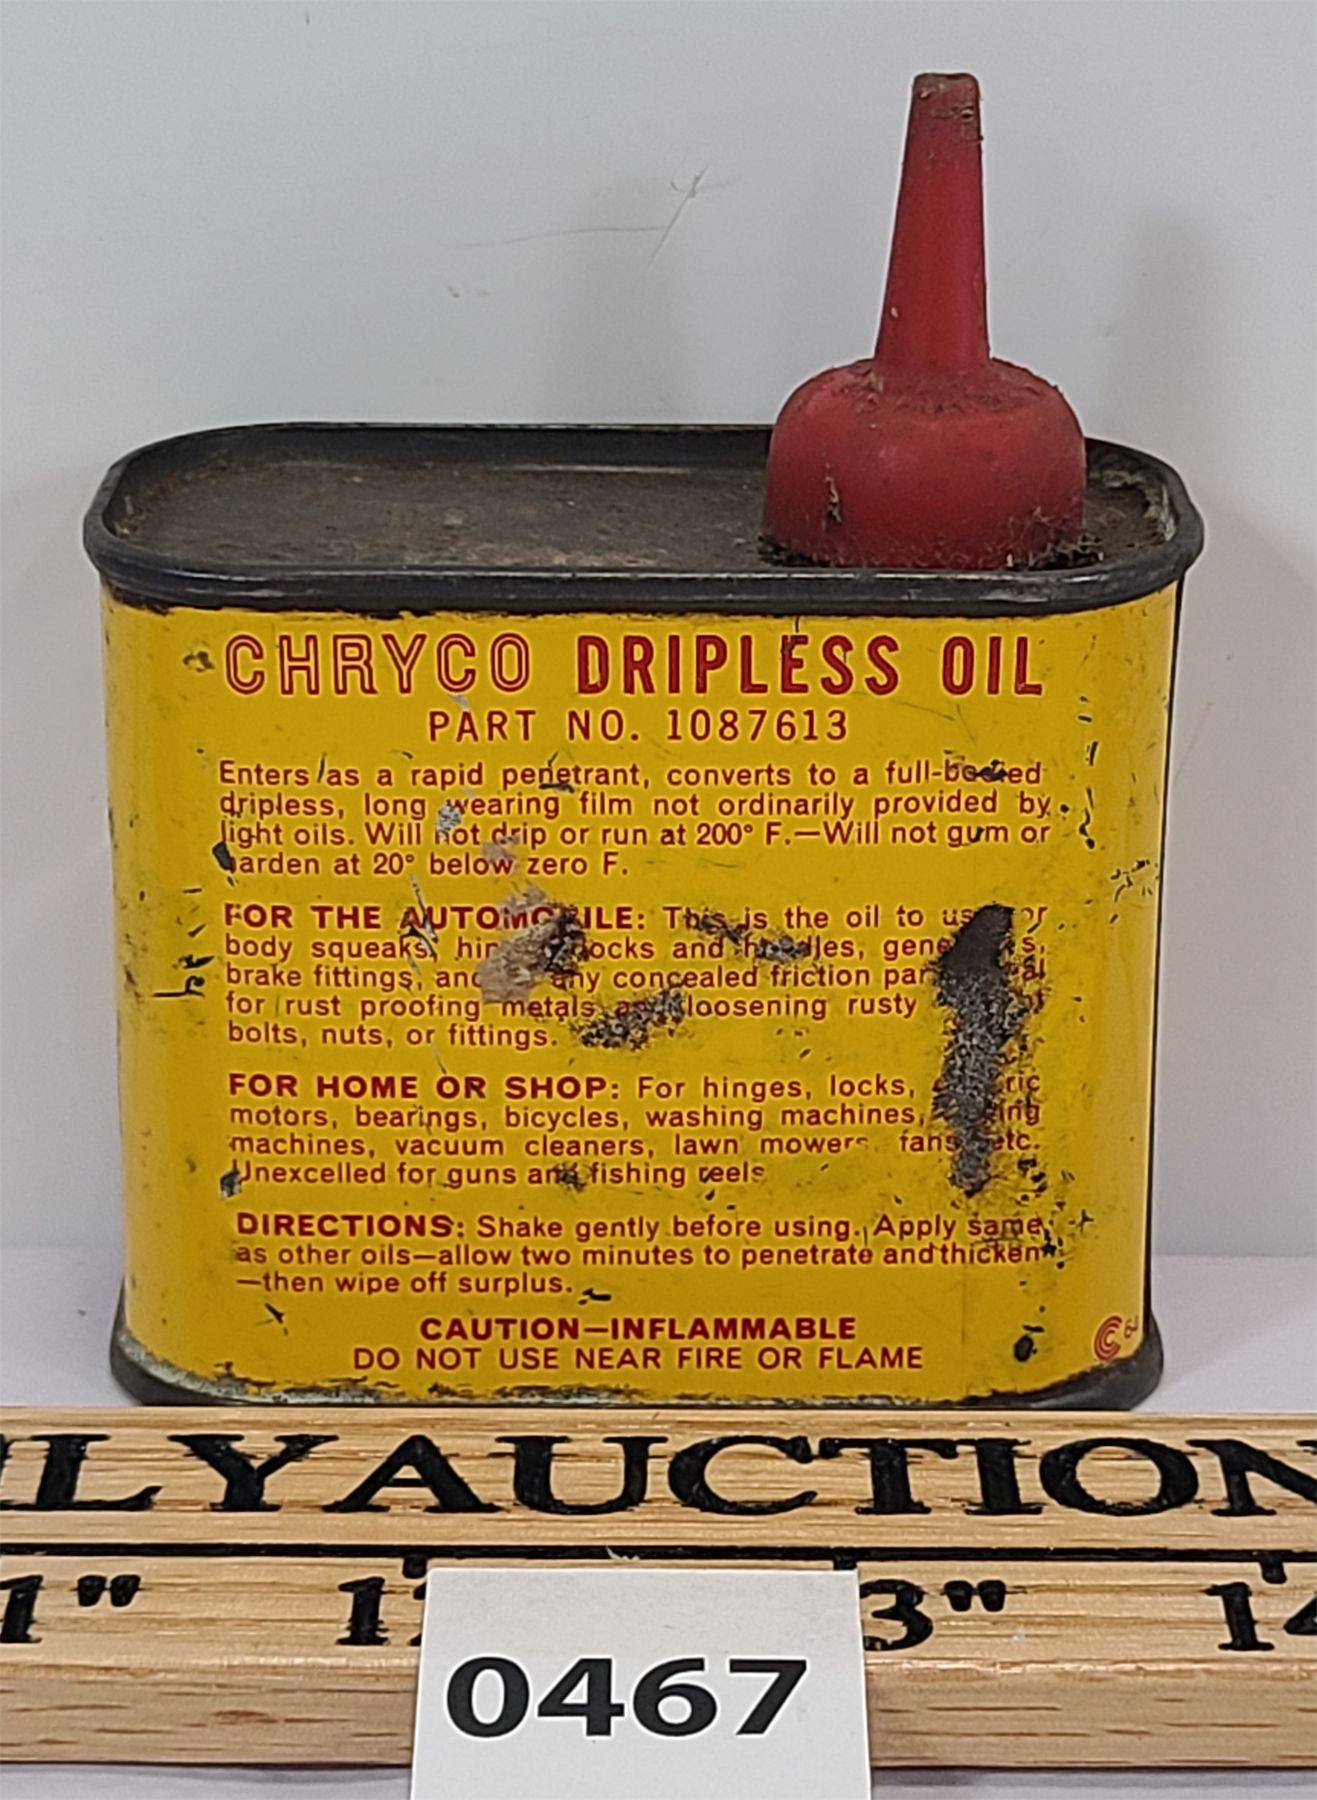 CHRYCO DRIPLESS OIL
PART NO. 1087613
Enters as a rapid penetrant, converts to a full-bodied
dripless, long wearing film not ordinarily provided by
light oils. Will not drip or run at 200° F.—Will not gum or
harden at 20° below zero F.
FOR THE AUTOMOBILE: This is the oil to use for
body squeaks, hinges, locks and handles,
brake fittings, and any concealed friction
for rust proofing metals and loosening rusty
bolts, nuts, or fittings.
FOR HOME OR SHOP: For hinges, locks, electric
motors, bearings, bicycles, washing machines,
machines, vacuum cleaners, lawn mowers, fans, etc.
Unexcelled for guns and fishing reels
DIRECTIONS: Shake gently before using. Apply same
as other oils—allow two minutes to penetrate and thicken
—then wipe off surplus.
CAUTION—INFLAMMABLE
DO NOT USE NEAR FIRE OR FLAME
LYAUCTION
1" 3" 14
0467